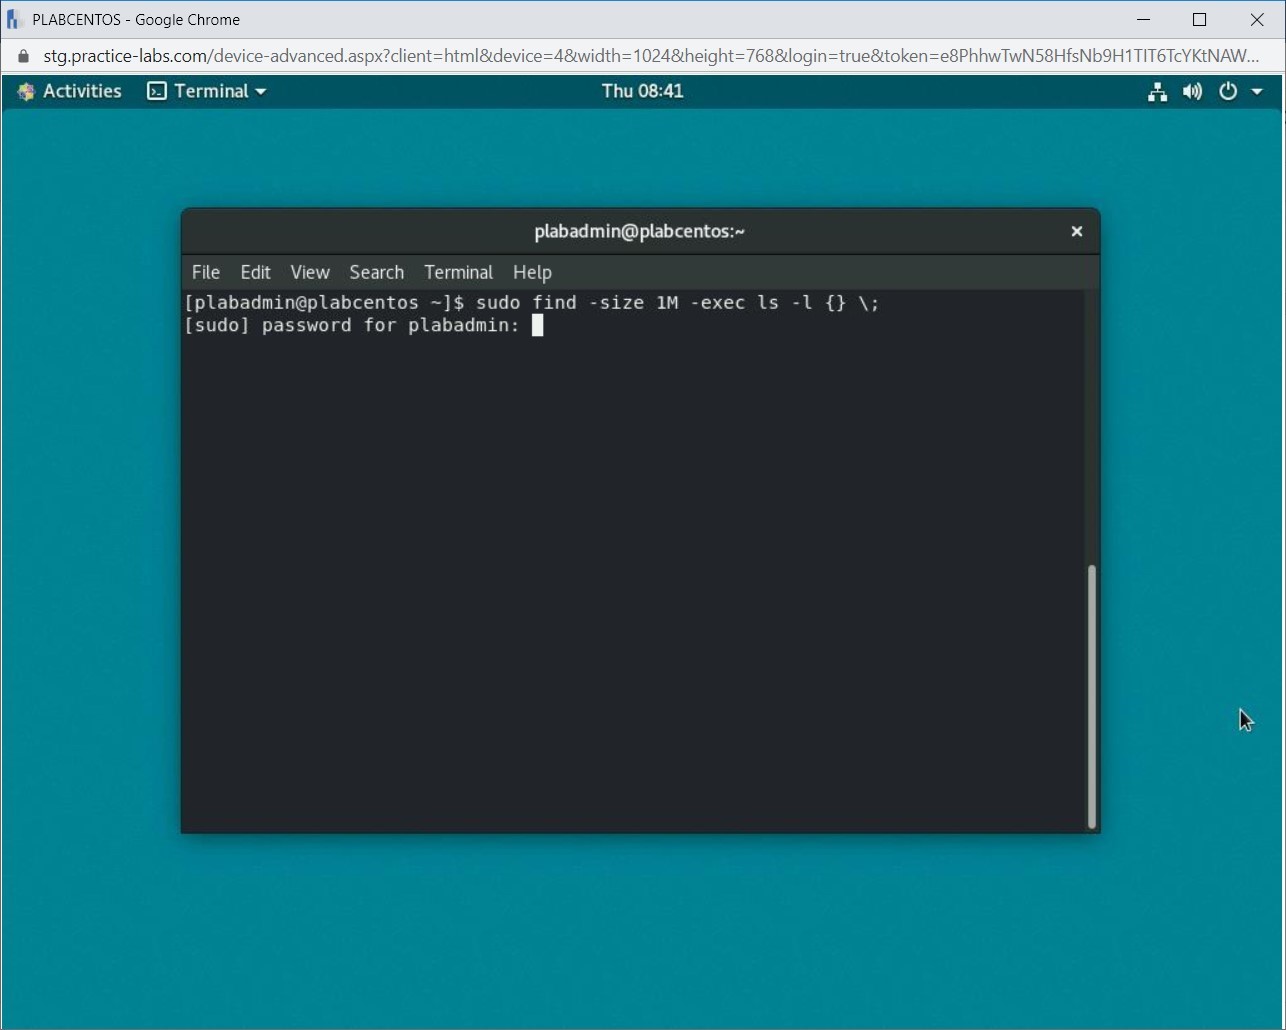 PLABCENTOS - Google Chrome
stg.practice-labs.com/device-advanced.aspx?client=html&device=4&width=1024&height=768&login=true&token=e8PhhwTwN58HfsNb9H1TIT6TcYKtNAW...
Activities Terminal Thu 08:41
plabadmin@plabcentos:~
File Edit View Search Terminal Help
[plabadmin@plabcentos ~]$ sudo find -size 1M -exec ls -l {} \;
[sudo] password for plabadmin: